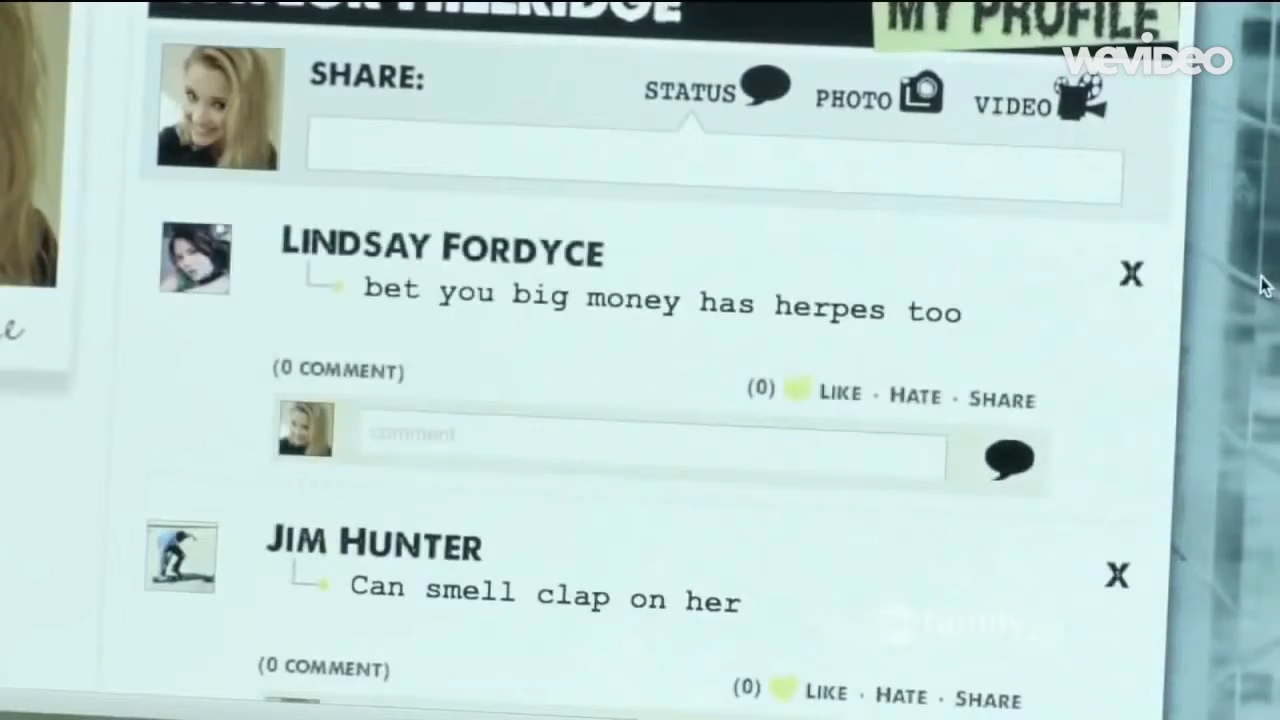 MY PROFILE
WEVIDEO
SHARE:
STATUS
PHOTO
VIDEO
LINDSAY FORDYCE
X
bet you big money has herpes too
(0 COMMENT)
(0) LIKE · HATE · SHARE
comment
JIM HUNTER
X
Can smell clap on her
(0 COMMENT)
(0) LIKE · HATE · SHARE